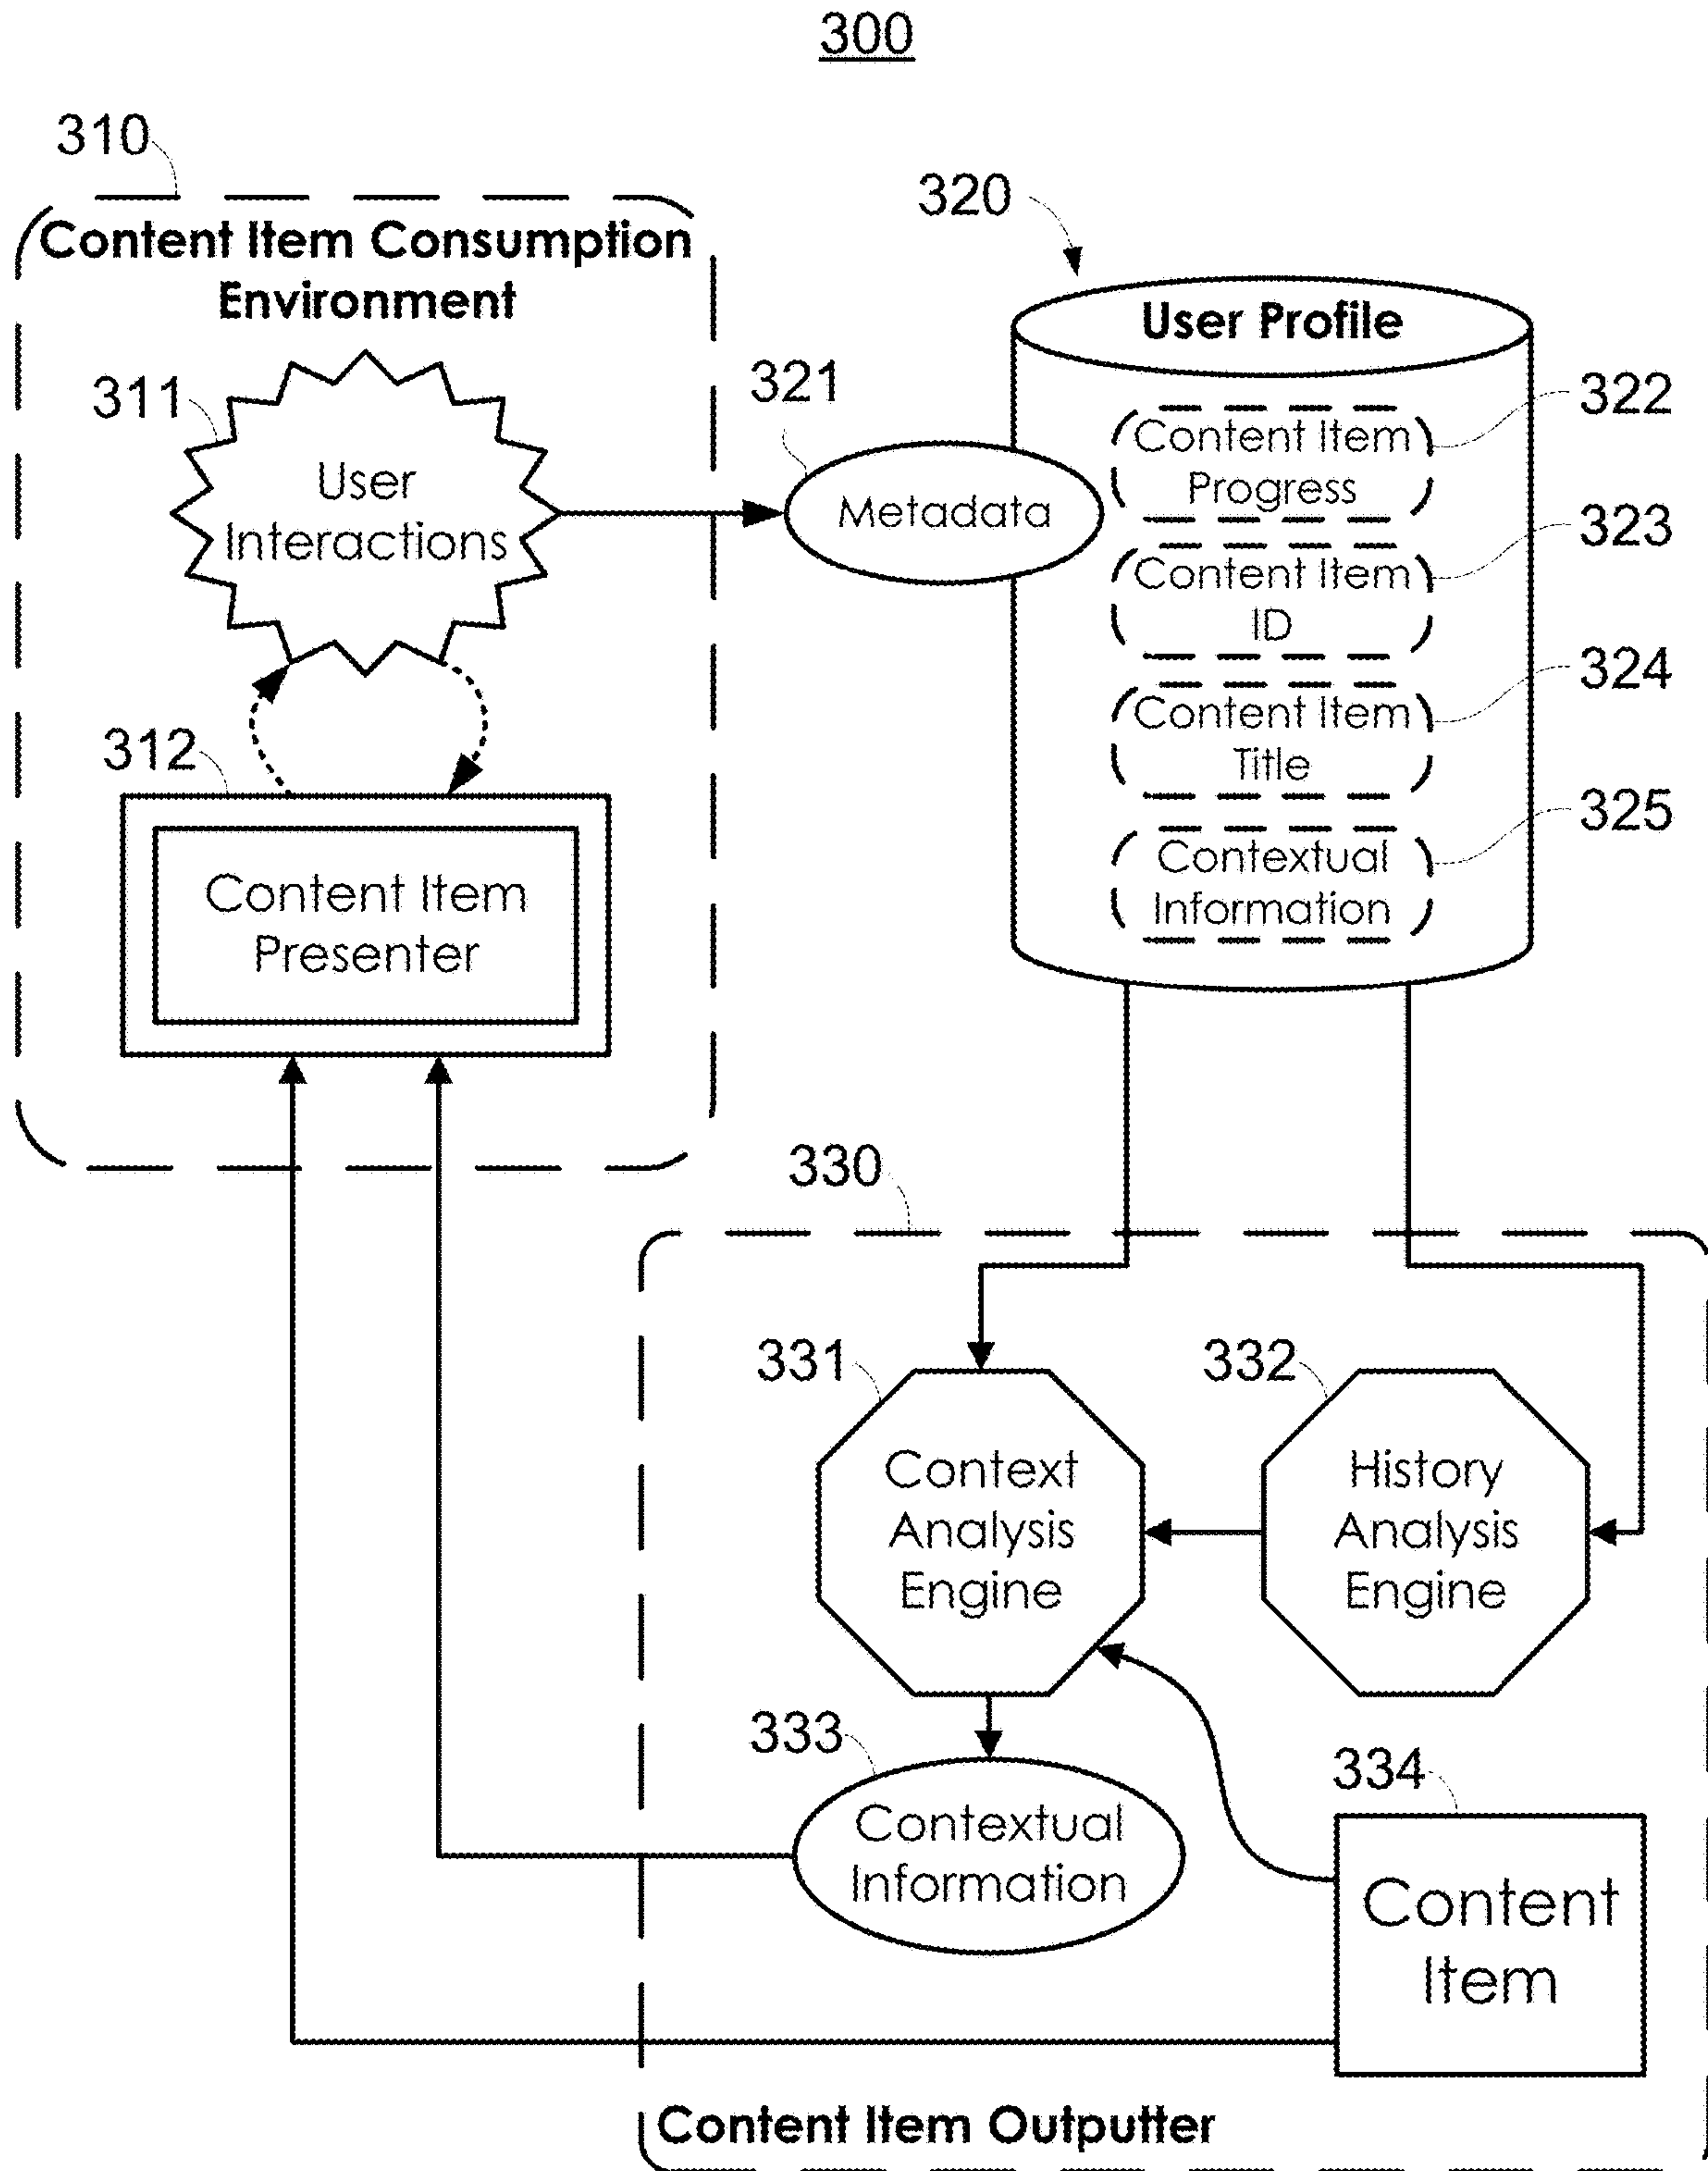 300
310
Content Item Consumption
Environment
311
User
Interactions
312
Content Item
Presenter
320
User Profile
321
Metadata
322
Content Item
Progress
323
Content Item
ID
324
Content Item
Title
325
Contextual
Information
330
331
Context
Analysis
Engine
332
History
Analysis
Engine
333
Contextual
Information
334
Content
Item
Content Item Outputter